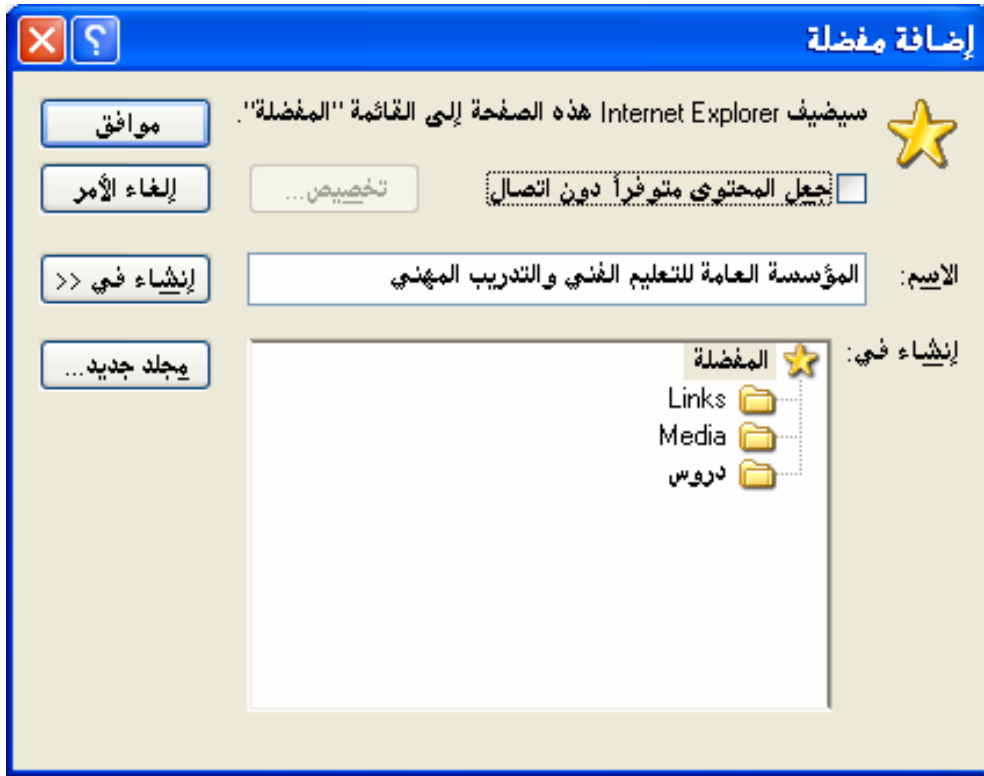 إضافة مفضلة
سيضيف Internet Explorer هذه الصفحة إلى القائمة "المفضلة".
موافق
جعل المحتوى متوفراً دون اتصال
تخصيص...
إلغاء الأمر
الاسم:
المؤسسة العامة للتعليم الفني والتدريب المهني
إنشاء في <<
إنشاء في:
المفضلة
مجلد جديد...
Links
Media
دروس